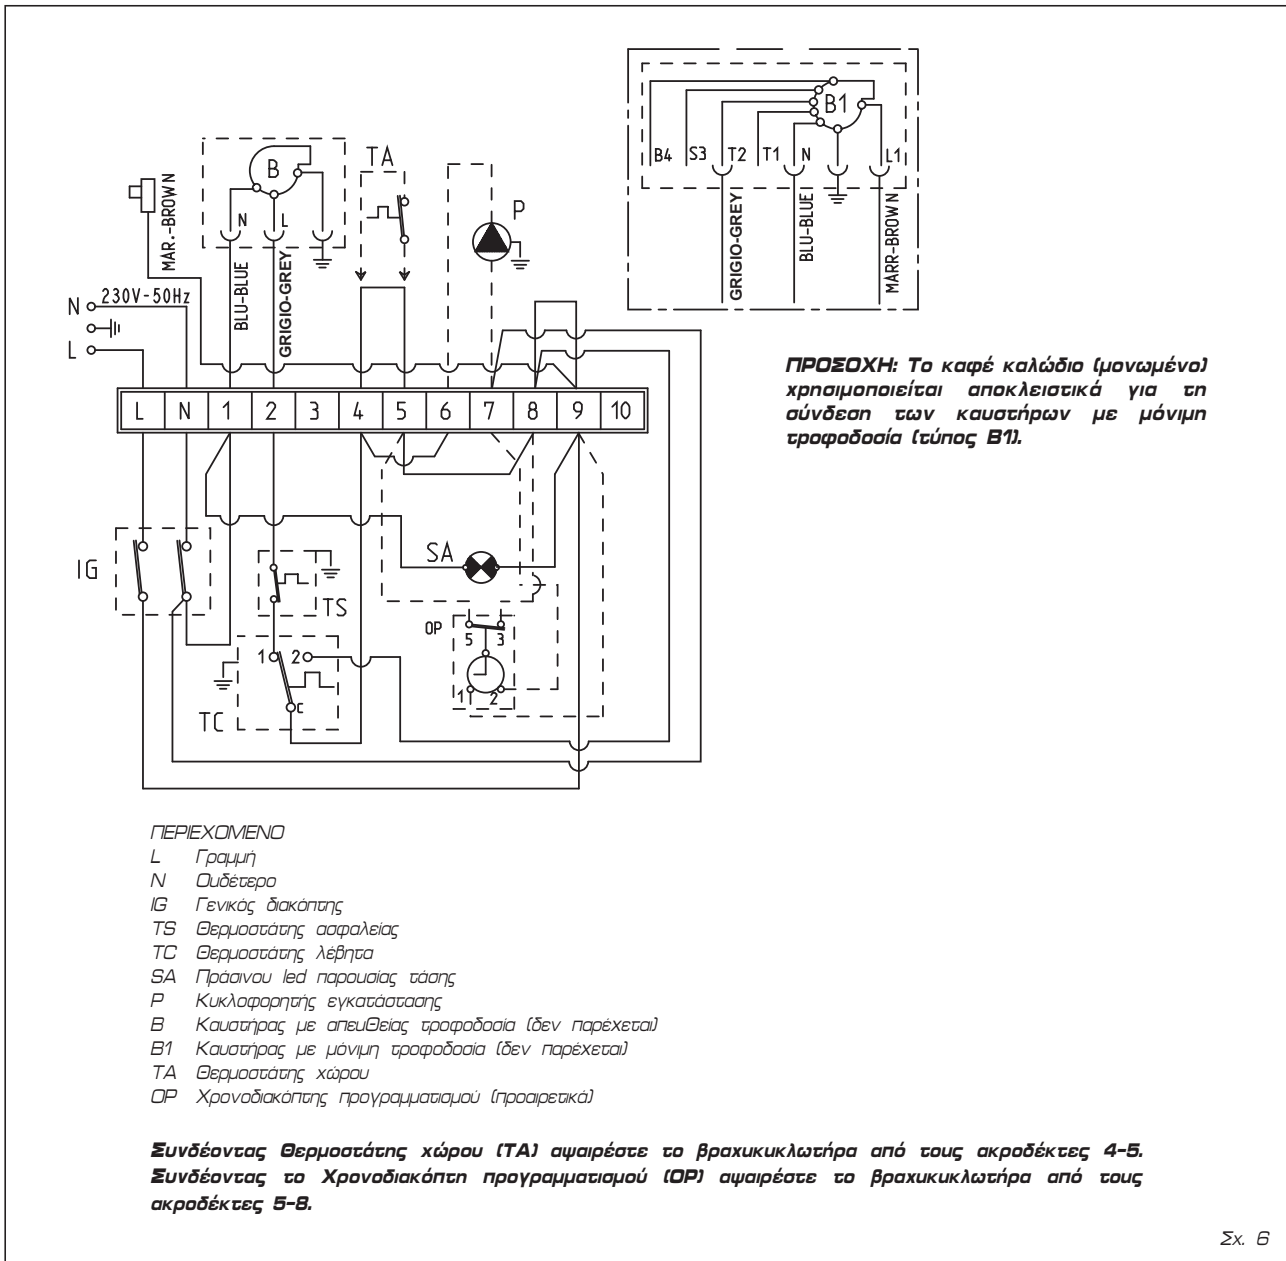 B1
B4 S3 T2 T1 N L1
GRIGIO-GREY
BLU-BLUE
MARR-BROWN
B
TA
P
MAR.-BROWN
N L
BLU-BLUE
GRIGIO-GREY
N 230V-50Hz
L
L N 1 2 3 4 5 6 7 8 9 10
ΠΡΟΣΟΧΗ: Το καφέ καλώδιο (μονωμένο)
χρησιμοποιείται αποκλειστικά για τη
σύνδεση των καυστήρων με μόνιμη
τροφοδοσία (τύπος B1).
IG
SA
TS
OP
5 3
1 2
1 2
C
TC
ΠΕΡΙΕΧΟΜΕΝΟ
L Γραμμή
N Ουδέτερο
IG Γενικός διακόπτης
TS Θερμοστάτης ασφαλείας
TC Θερμοστάτης λέβητα
SA Πράσινου led παρουσίας τάσης
P Κυκλοφορητής εγκατάστασης
B Καυστήρας με απευΘείας τροφοδοσία (δεν παρέχεται)
B1 Καυστήρας με μόνιμη τροφοδοσία (δεν παρέχεται)
TA Θερμοστάτης χώρου
OP Χρονοδιακόπτης προγραμματισμού (προαιρετικά)
Συνδέοντας Θερμοστάτης χώρου (TA) αψαιρέστε το βραχυκυκλωτήρα από τους ακροδέκτες 4-5.
Συνδέοντας το Χρονοδιακόπτη προγραμματισμού (OP) αψαιρέστε το βραχυκυκλωτήρα από τους
ακροδέκτες 5-8.
Σχ. 6